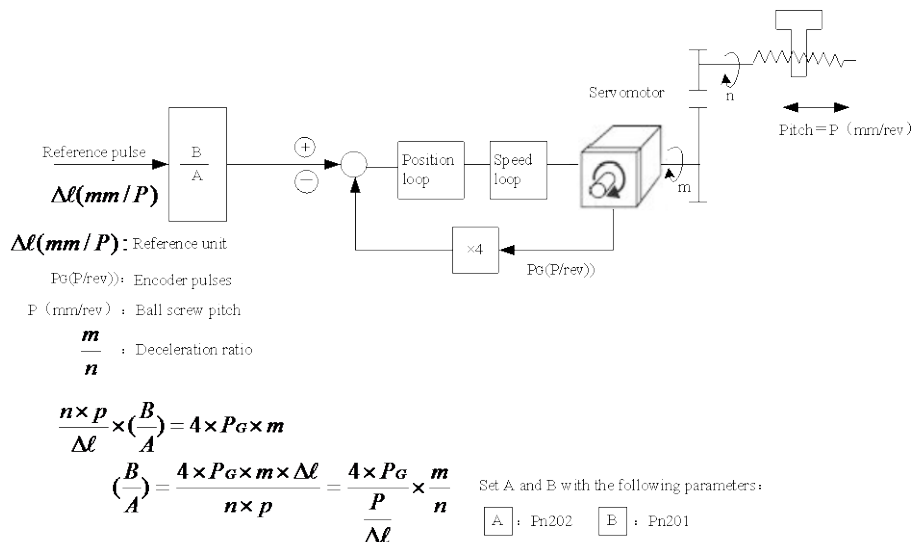 n
Servomotor
Pitch＝P（mm/rev）
Reference pulse
B
A
＋
－
Position
loop
Speed
loop
m
Δℓ(mm/P)
×4
PG(P/rev))
Δℓ(mm/P): Reference unit
PG(P/rev)): Encoder pulses
P（mm/rev）: Ball screw pitch
m/n : Deceleration ratio
n×p/Δℓ×(B/A)=4×PG×m
(B/A)=4×PG×m×Δℓ/n×p=4×PG/P/Δℓ×m/n
Set A and B with the following parameters:
A : Pn202 B : Pn201